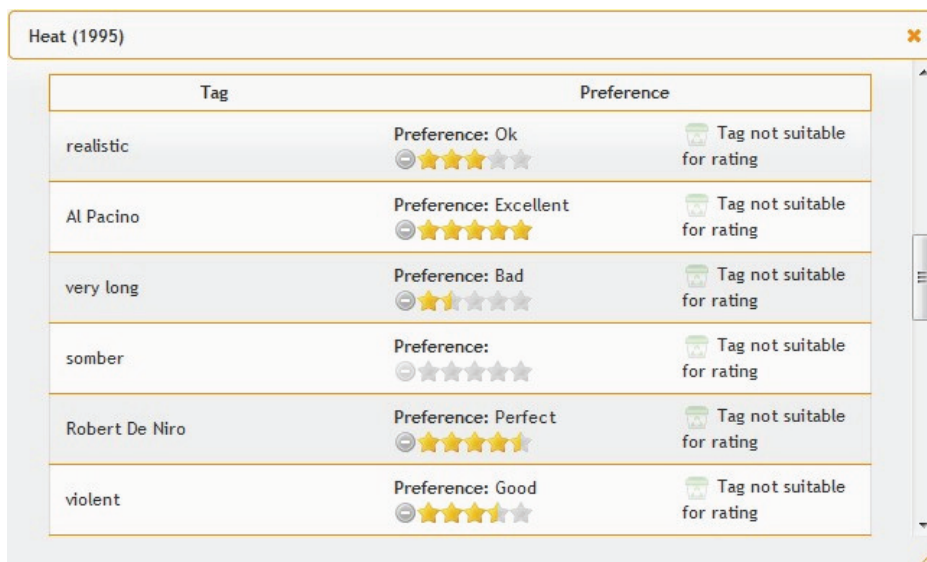 Heat (1995)
Tag Preference
realistic
Preference: Ok
Tag not suitable
for rating
Al Pacino
Preference: Excellent
Tag not suitable
for rating
very long
Preference: Bad
Tag not suitable
for rating
somber
Preference:
Tag not suitable
for rating
Robert De Niro
Preference: Perfect
Tag not suitable
for rating
violent
Preference: Good
Tag not suitable
for rating